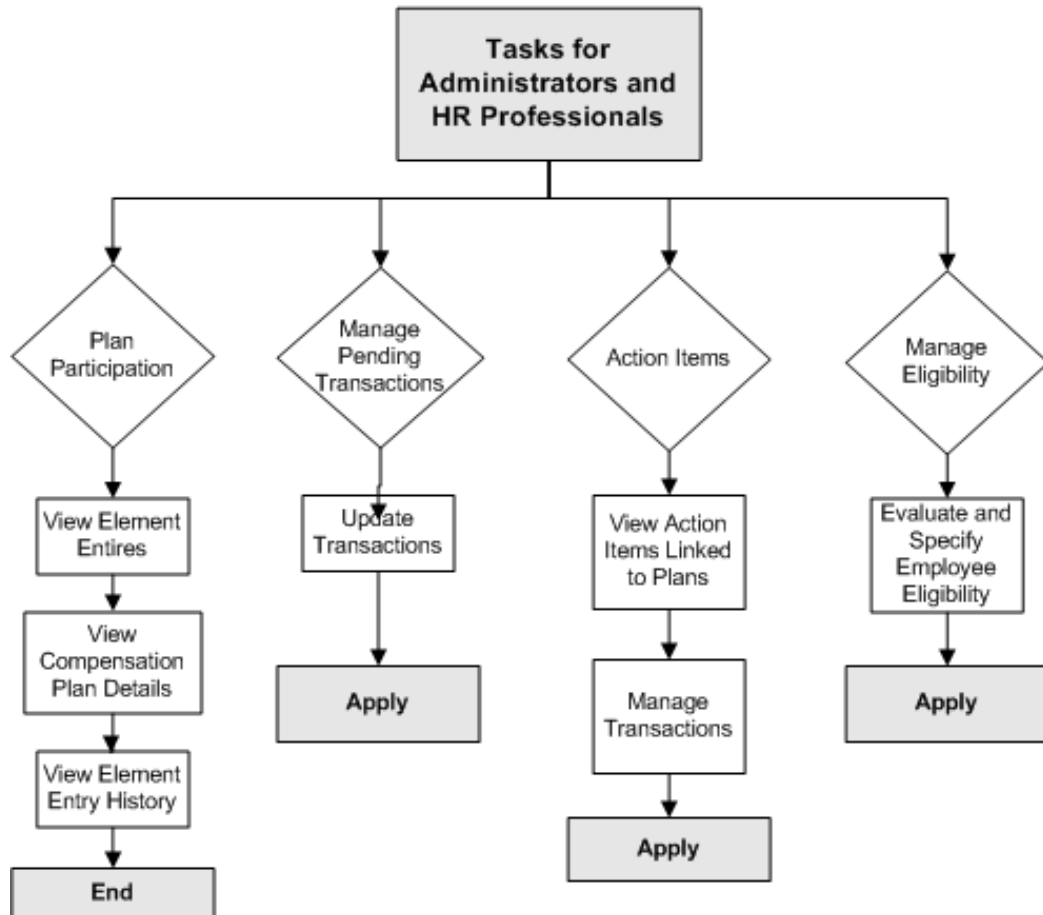 Tasks for
Administrators and
HR Professionals
Plan
Participation
Manage
Pending
Transactions
Action Items
Manage
Eligibility
View Element
Entires
Update
Transactions
View Action
Items Linked
to Plans
Evaluate and
Specify
Employee
Eligibility
View
Compensation
Plan Details
Apply
Manage
Transactions
Apply
View Element
Entry History
Apply
End